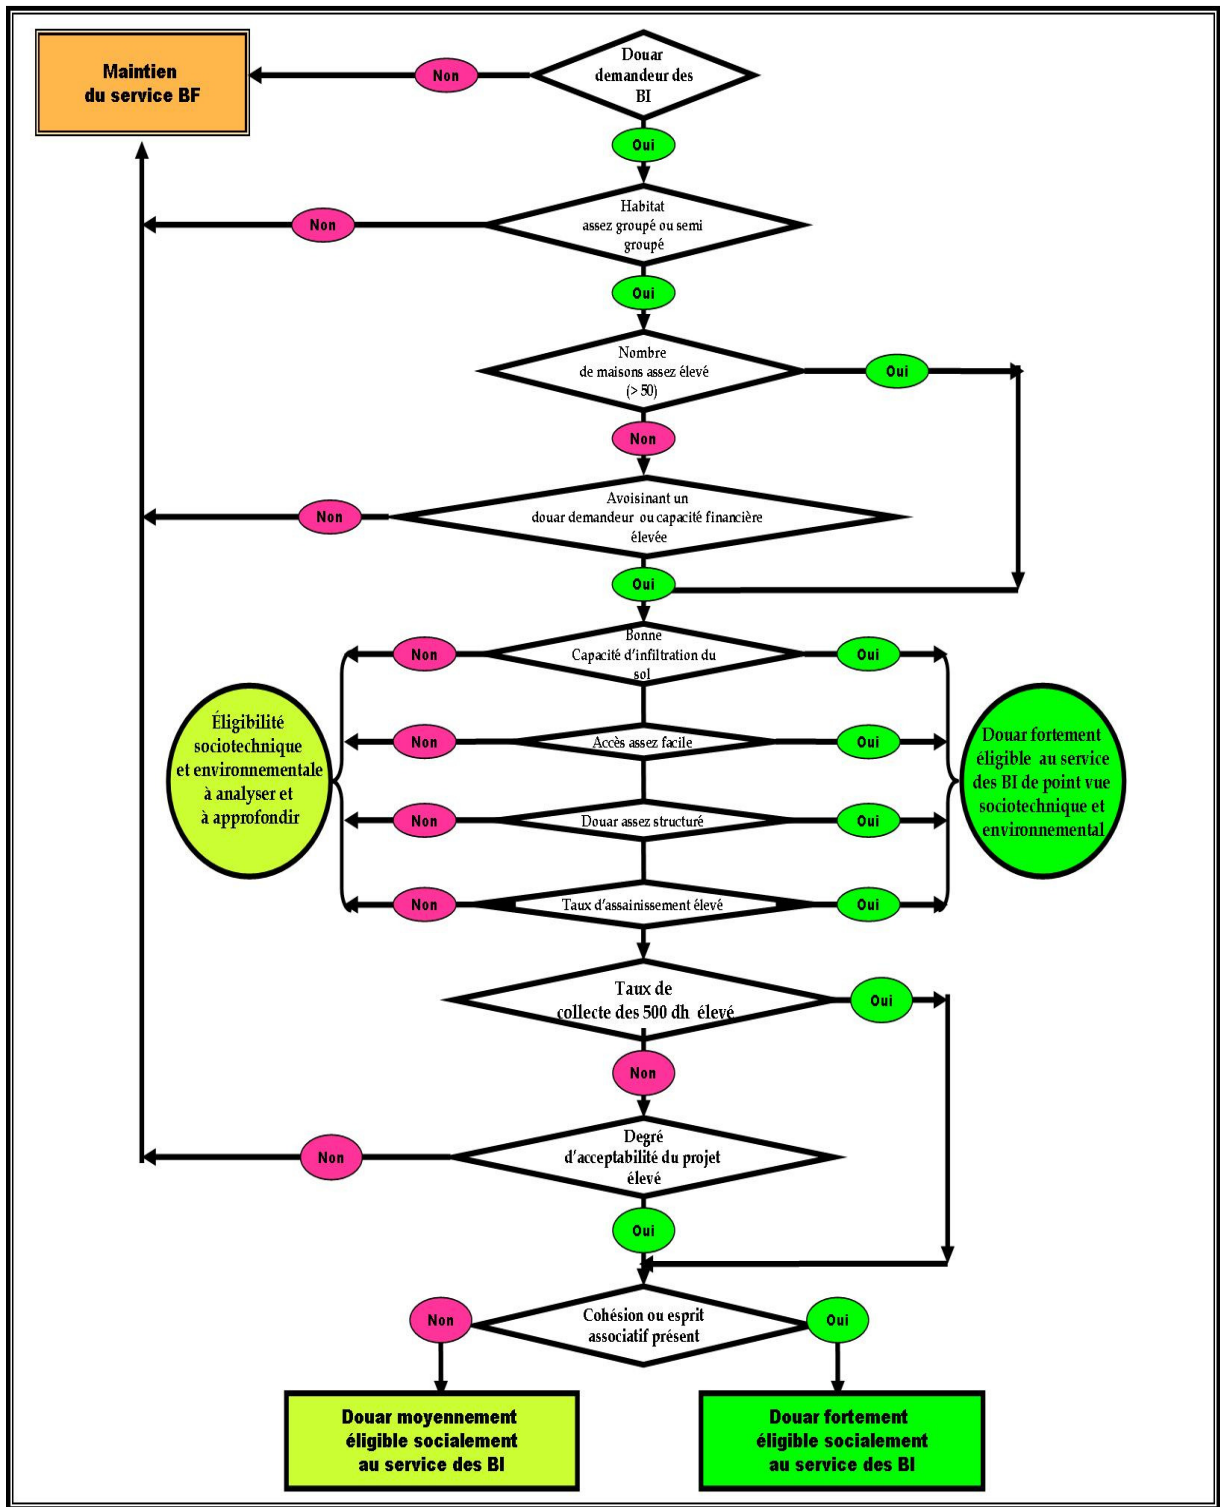 Maintien
du service BF
Non
Douar
demandeur des
BI
Oui
Non
Habitat
assez groupé ou semi
groupé
Oui
Nombre
de maisons assez élevé
(> 50)
Oui
Non
Avoisinant un
douar demandeur ou capacité financière
élevée
Non
Oui
Non
Bonne
Capacité d'infiltration du
sol
Oui
Non
Accès assez facile
Oui
Éligibilité
sociotechnique
et environnementale
à analyser et
à approfondir
Douar fortement
éligible au service
des BI de point vue
sociotechnique et
environnemental
Non
Douar assez structuré
Oui
Non
Taux d'assainissement élevé
Oui
Taux de
collecte des 500 dh élevé
Oui
Non
Degré
d'acceptabilité du projet
élevé
Non
Oui
Non
Cohésion ou esprit
associatif présent
Oui
Douar moyennement
éligible socialement
au service des BI
Douar fortement
éligible socialement
au service des BI